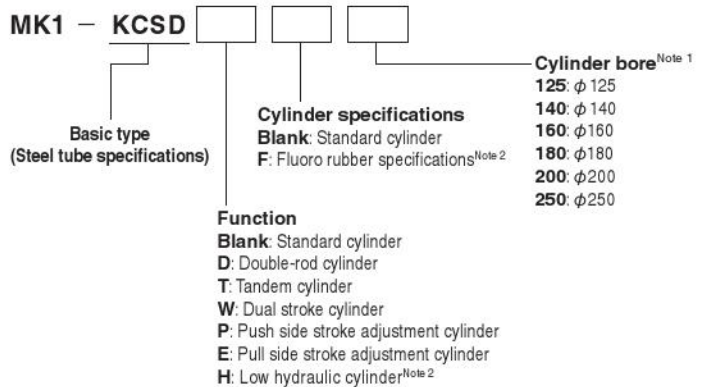 MK1 – KCSD
Cylinder bore Note 1
125: φ125
140: φ140
160: φ160
180: φ180
200: φ200
250: φ250
Cylinder specifications
Blank: Standard cylinder
F: Fluoro rubber specifications Note 2
Basic type
(Steel tube specifications)
Function
Blank: Standard cylinder
D: Double-rod cylinder
T: Tandem cylinder
W: Dual stroke cylinder
P: Push side stroke adjustment cylinder
E: Pull side stroke adjustment cylinder
H: Low hydraulic cylinder Note 2